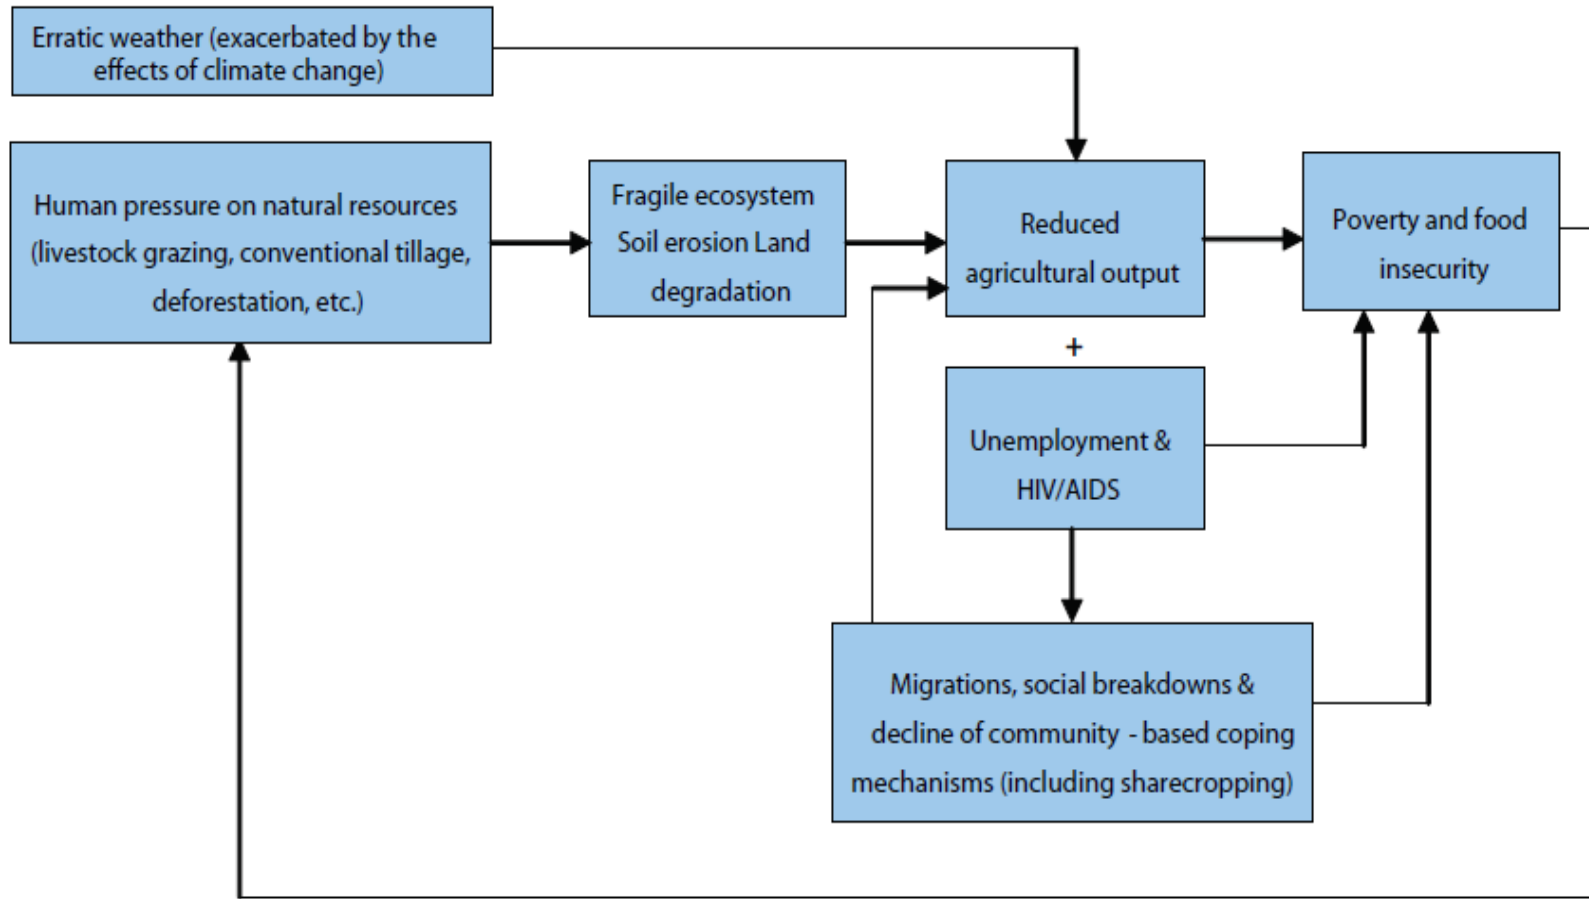 Erratic weather (exacerbated by the
effects of climate change)
Human pressure on natural resources
(livestock grazing, conventional tillage,
deforestation, etc.)
Fragile ecosystem
Soil erosion Land
degradation
Reduced
agricultural output
Poverty and food
insecurity
+
Unemployment &
HIV/AIDS
Migrations, social breakdowns &
decline of community - based coping
mechanisms (including sharecropping)